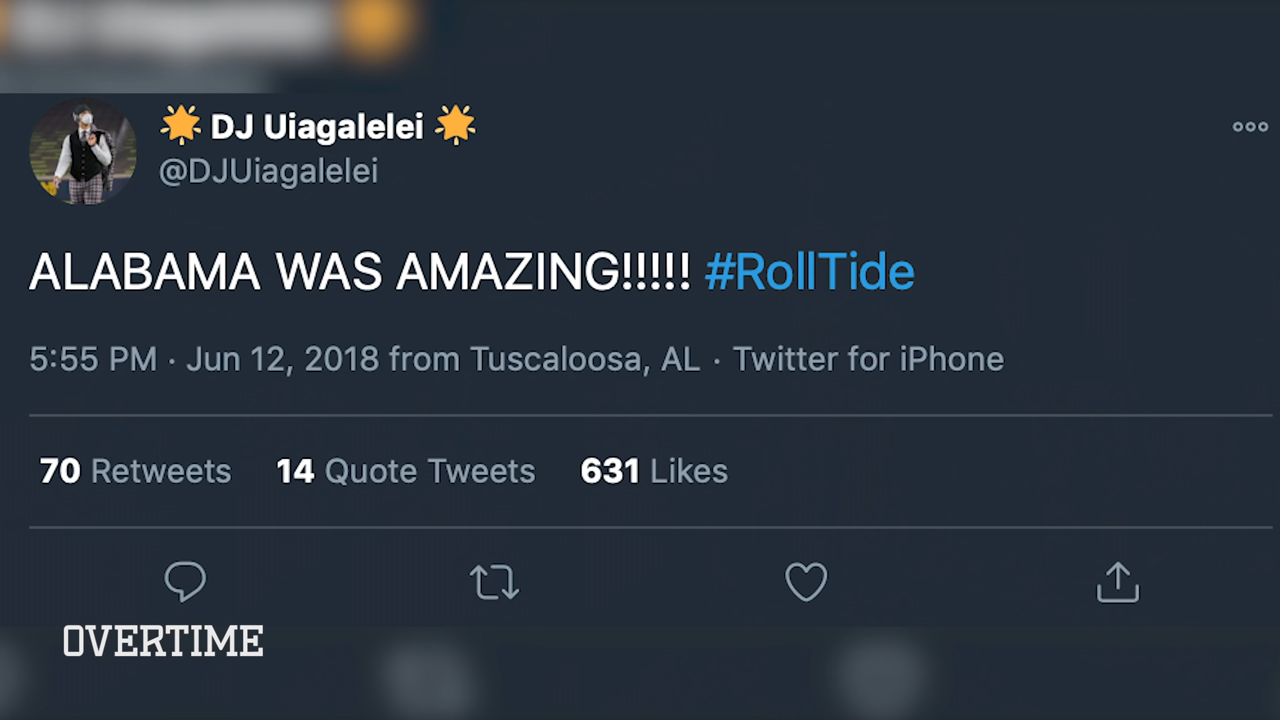 🌟 DJ Uiagalelei 🌟
@DJUiagalelei
ALABAMA WAS AMAZING!!!!! #RollTide
5:55 PM · Jun 12, 2018 from Tuscaloosa, AL · Twitter for iPhone
70 Retweets 14 Quote Tweets 631 Likes
OVERTIME